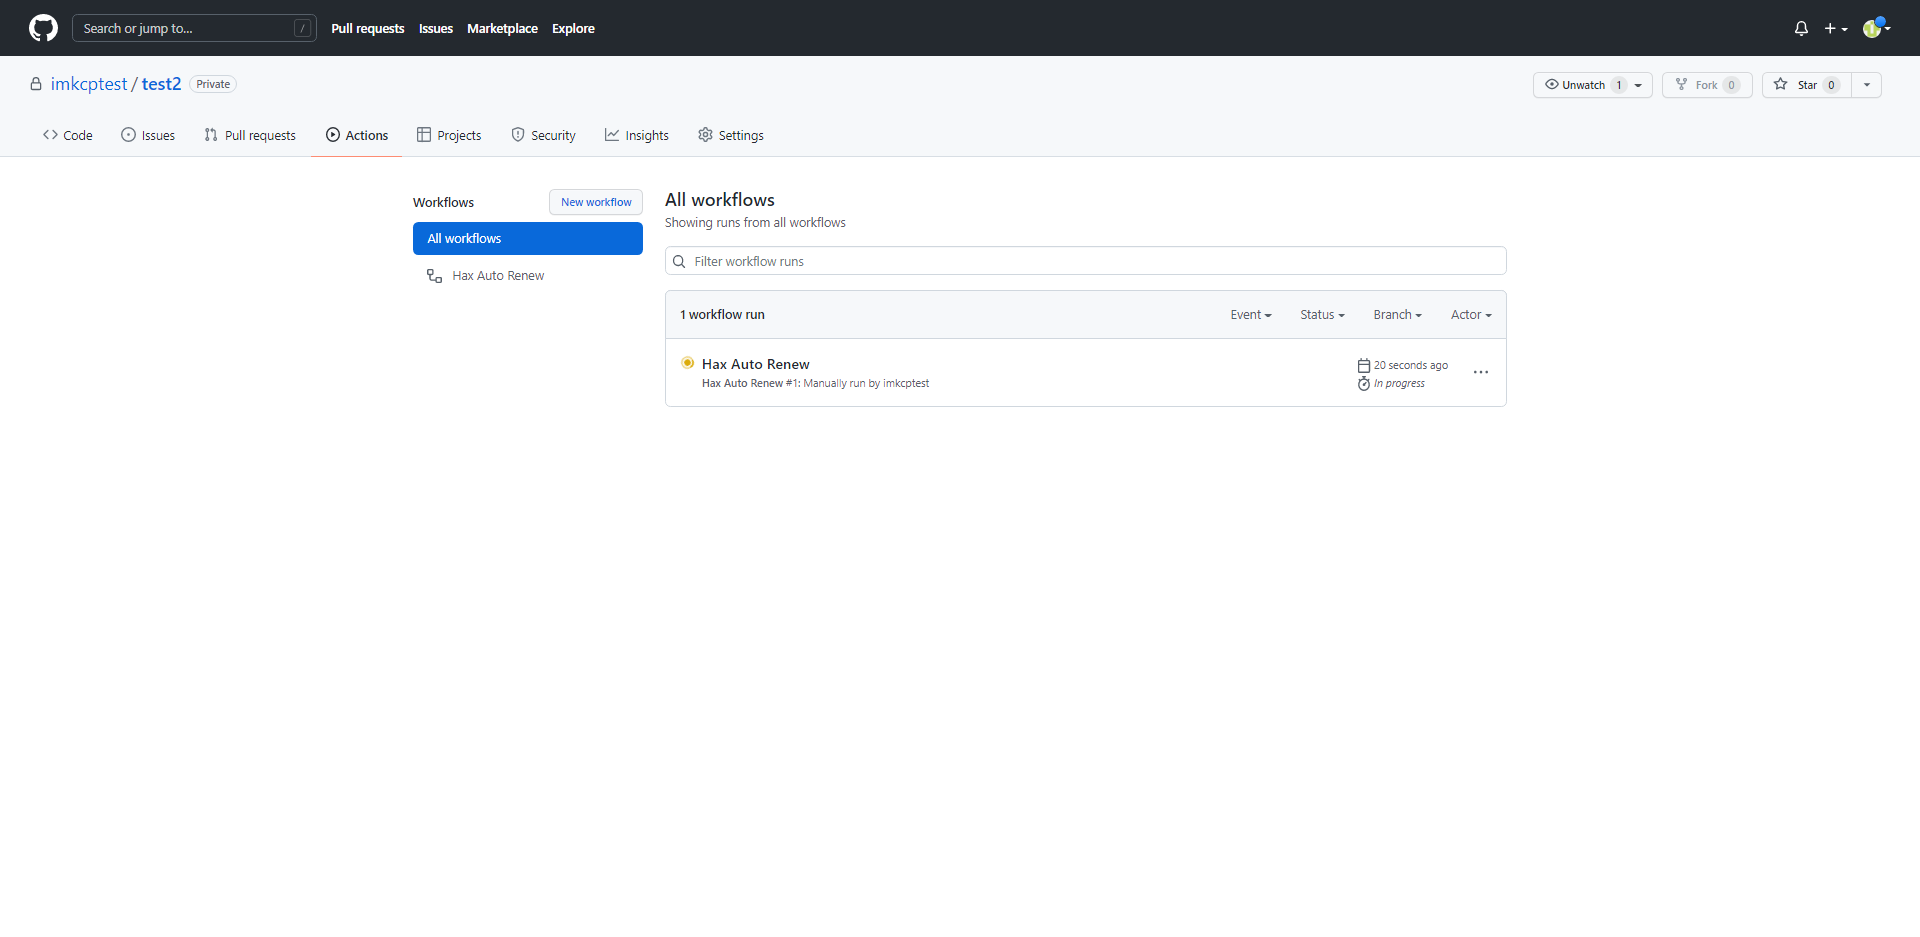 Search or jump to... /
Pull requests
Issues
Marketplace
Explore
imkcptest / test2
Private
Unwatch 1
Fork 0
Star 0
Code
Issues
Pull requests
Actions
Projects
Security
Insights
Settings
Workflows
New workflow
All workflows
Hax Auto Renew
All workflows
Showing runs from all workflows
Filter workflow runs
1 workflow run
Event
Status
Branch
Actor
Hax Auto Renew
Hax Auto Renew #1: Manually run by imkcptest
20 seconds ago
In progress